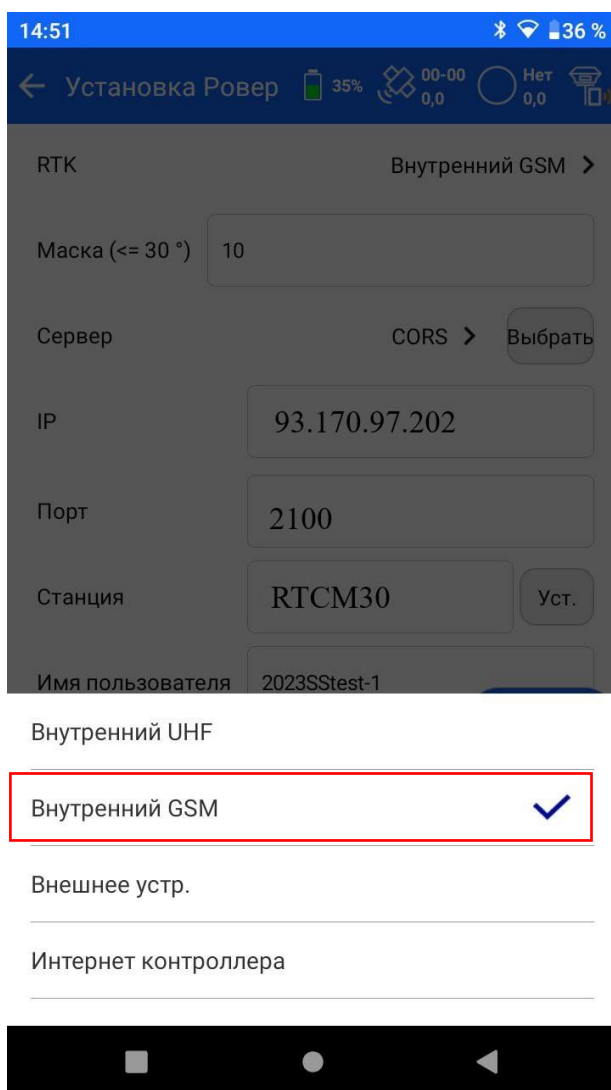 14:51 36 %
Установка Ровер 35% 00-00 0,0 Нет 0,0
RTK Внутренний GSM
Маска (<= 30 °) 10
Сервер CORS Выбрать
IP 93.170.97.202
Порт 2100
Станция RTCM30 Уст.
Имя пользователя 2023SStest-1
Внутренний UHF
Внутренний GSM
Внешнее устр.
Интернет контроллера